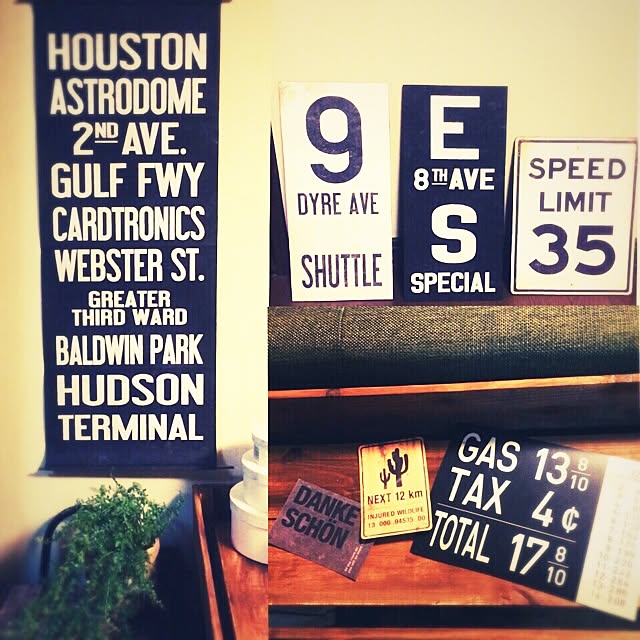 HOUSTON
ASTRODOME
2ND AVE.
GULF FWY
CARDTRONICS
WEBSTER ST.
GREATER
THIRD WARD
BALDWIN PARK
HUDSON
TERMINAL
9
DYRE AVE
SHUTTLE
E
8TH AVE
S
SPECIAL
SPEED
LIMIT
35
DANKE
SCHÖN
NEXT 12 km
INJURED WILDLIFE
GAS 13 8/10
TAX 4 ¢
TOTAL 17 8/10